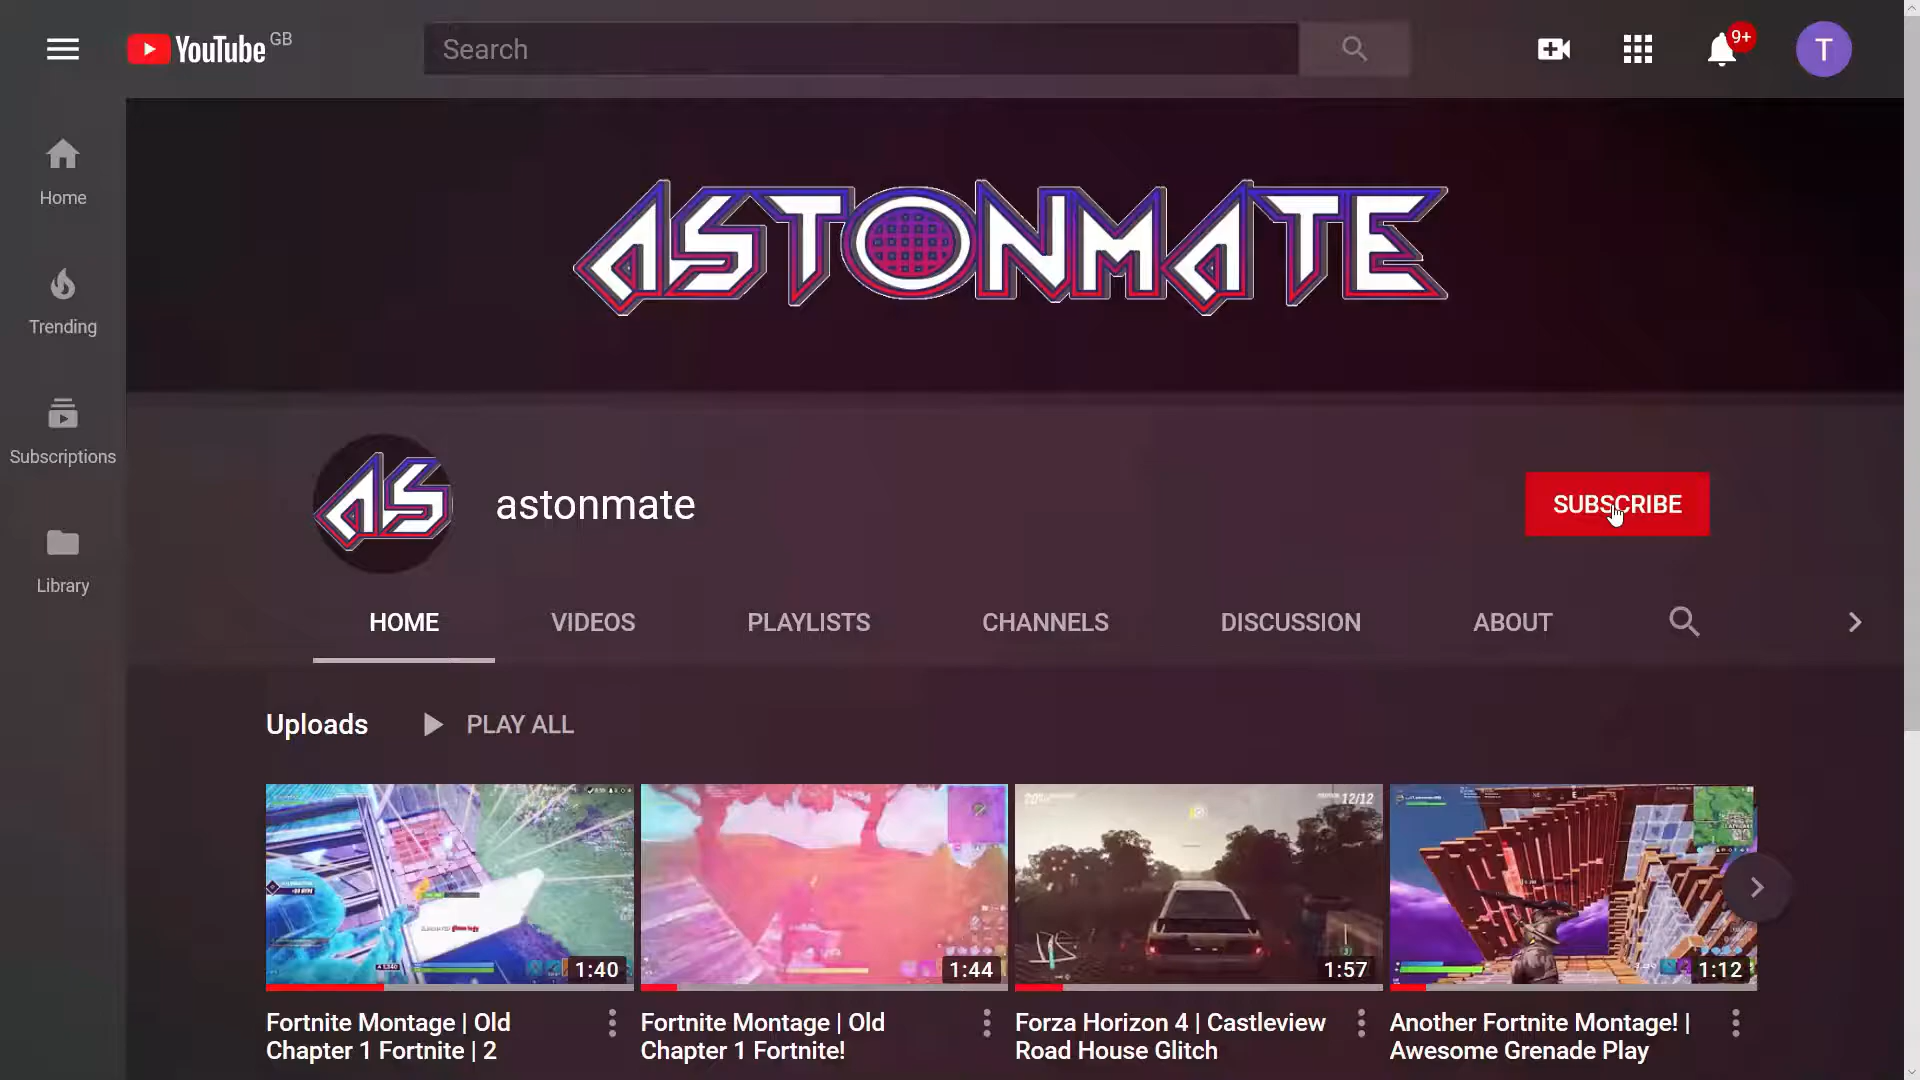 YouTube GB
Search
9+
T
Home
Trending
Subscriptions
Library
ASTONMATE
AS
astonmate
SUBSCRIBE
HOME VIDEOS PLAYLISTS CHANNELS DISCUSSION ABOUT
Uploads PLAY ALL
12/12
1:40 1:44 1:57 1:12
Fortnite Montage | Old
Chapter 1 Fortnite | 2
Fortnite Montage | Old
Chapter 1 Fortnite!
Forza Horizon 4 | Castleview
Road House Glitch
Another Fortnite Montage! |
Awesome Grenade Play